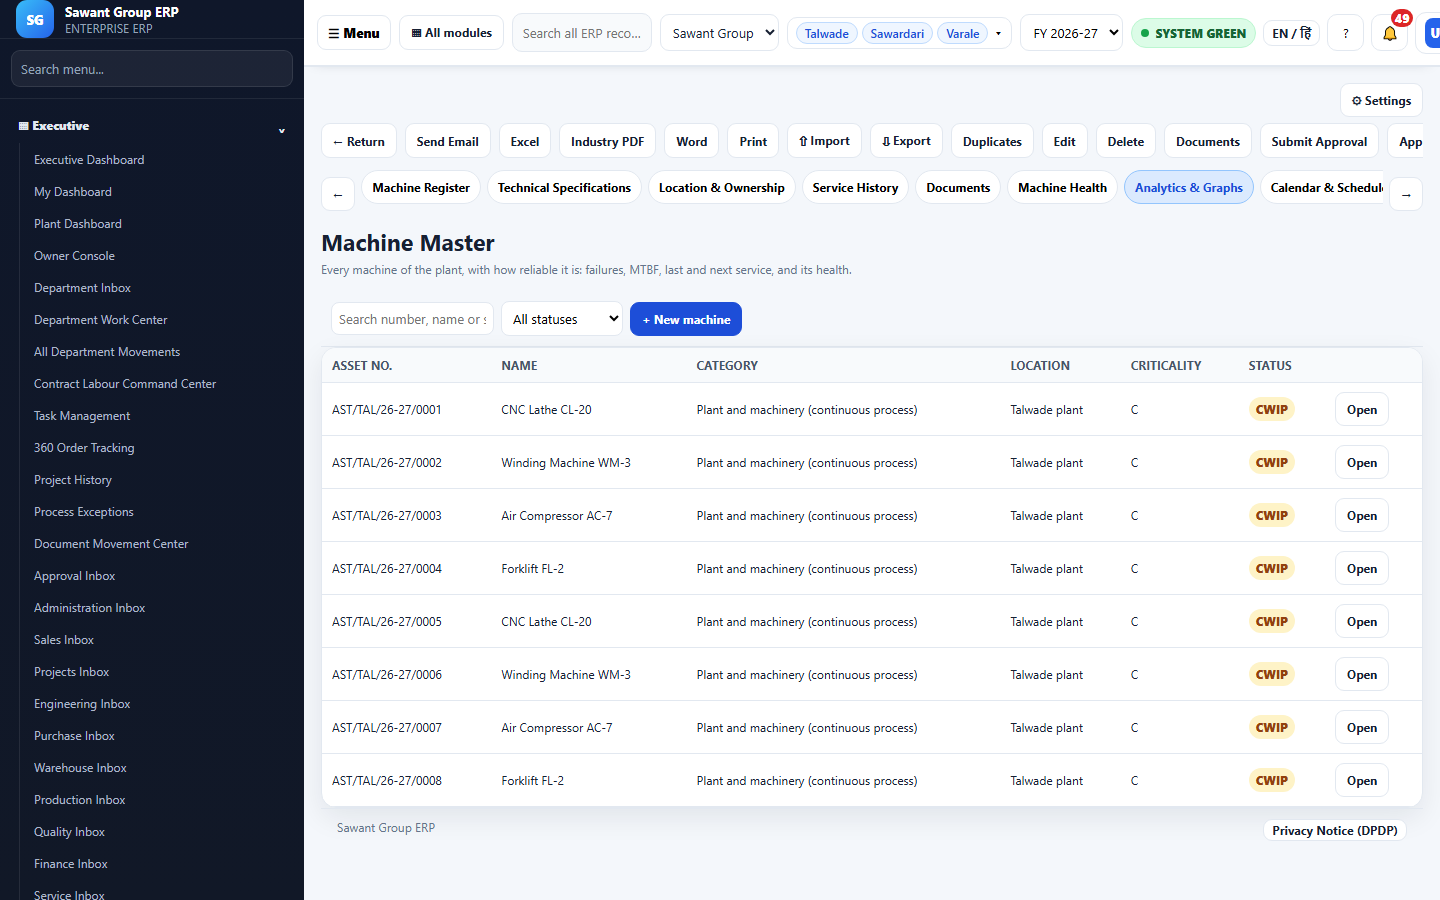 SG
Sawant Group ERP
ENTERPRISE ERP
Search menu...
Executive
Executive Dashboard
My Dashboard
Plant Dashboard
Owner Console
Department Inbox
Department Work Center
All Department Movements
Contract Labour Command Center
Task Management
360 Order Tracking
Project History
Process Exceptions
Document Movement Center
Approval Inbox
Administration Inbox
Sales Inbox
Projects Inbox
Engineering Inbox
Purchase Inbox
Warehouse Inbox
Production Inbox
Quality Inbox
Finance Inbox
Service Inbox
☰ Menu
All modules
Search all ERP reco...
Sawant Group
Talwade Sawardari Varale
FY 2026-27
SYSTEM GREEN
EN / हिं
?
49
U
Settings
← Return Send Email Excel Industry PDF Word Print ⇧ Import ⇩ Export Duplicates Edit Delete Documents Submit Approval App
← Machine Register Technical Specifications Location & Ownership Service History Documents Machine Health Analytics & Graphs Calendar & Schedule →
Machine Master
Every machine of the plant, with how reliable it is: failures, MTBF, last and next service, and its health.
Search number, name or s All statuses + New machine
ASSET NO. NAME CATEGORY LOCATION CRITICALITY STATUS
AST/TAL/26-27/0001 CNC Lathe CL-20 Plant and machinery (continuous process) Talwade plant C CWIP Open
AST/TAL/26-27/0002 Winding Machine WM-3 Plant and machinery (continuous process) Talwade plant C CWIP Open
AST/TAL/26-27/0003 Air Compressor AC-7 Plant and machinery (continuous process) Talwade plant C CWIP Open
AST/TAL/26-27/0004 Forklift FL-2 Plant and machinery (continuous process) Talwade plant C CWIP Open
AST/TAL/26-27/0005 CNC Lathe CL-20 Plant and machinery (continuous process) Talwade plant C CWIP Open
AST/TAL/26-27/0006 Winding Machine WM-3 Plant and machinery (continuous process) Talwade plant C CWIP Open
AST/TAL/26-27/0007 Air Compressor AC-7 Plant and machinery (continuous process) Talwade plant C CWIP Open
AST/TAL/26-27/0008 Forklift FL-2 Plant and machinery (continuous process) Talwade plant C CWIP Open
Sawant Group ERP
Privacy Notice (DPDP)